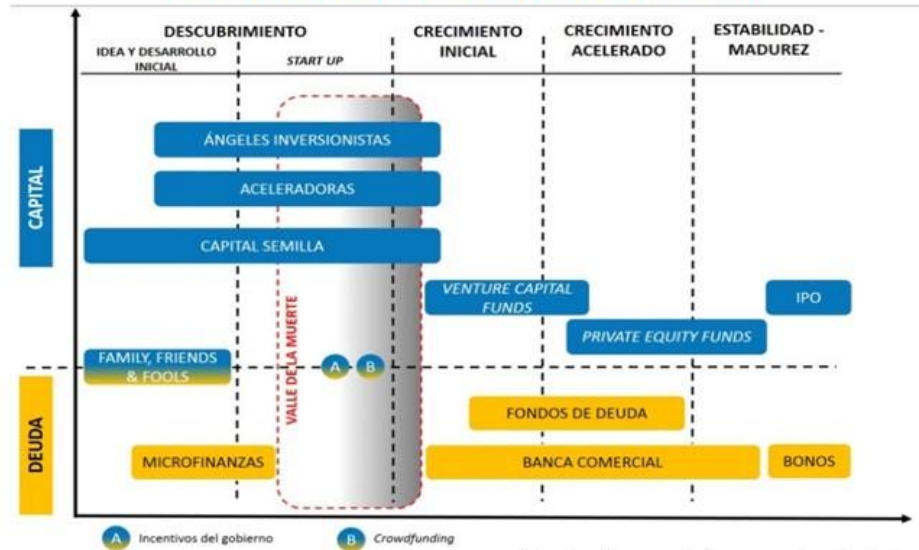 DESCUBRIMIENTO
CRECIMIENTO
INICIAL
CRECIMIENTO
ACELERADO
ESTABILIDAD -
MADUREZ
IDEA Y DESARROLLO
INICIAL
START UP
CAPITAL
ÁNGELES INVERSIONISTAS
ACELERADORAS
CAPITAL SEMILLA
VENTURE CAPITAL
FUNDS
IPO
PRIVATE EQUITY FUNDS
FAMILY, FRIENDS
& FOOLS
VALLE DE LA MUERTE
A
B
DEUDA
FONDOS DE DEUDA
MICROFINANZAS
BANCA COMERCIAL
BONOS
A Incentivos del gobierno
B Crowdfunding